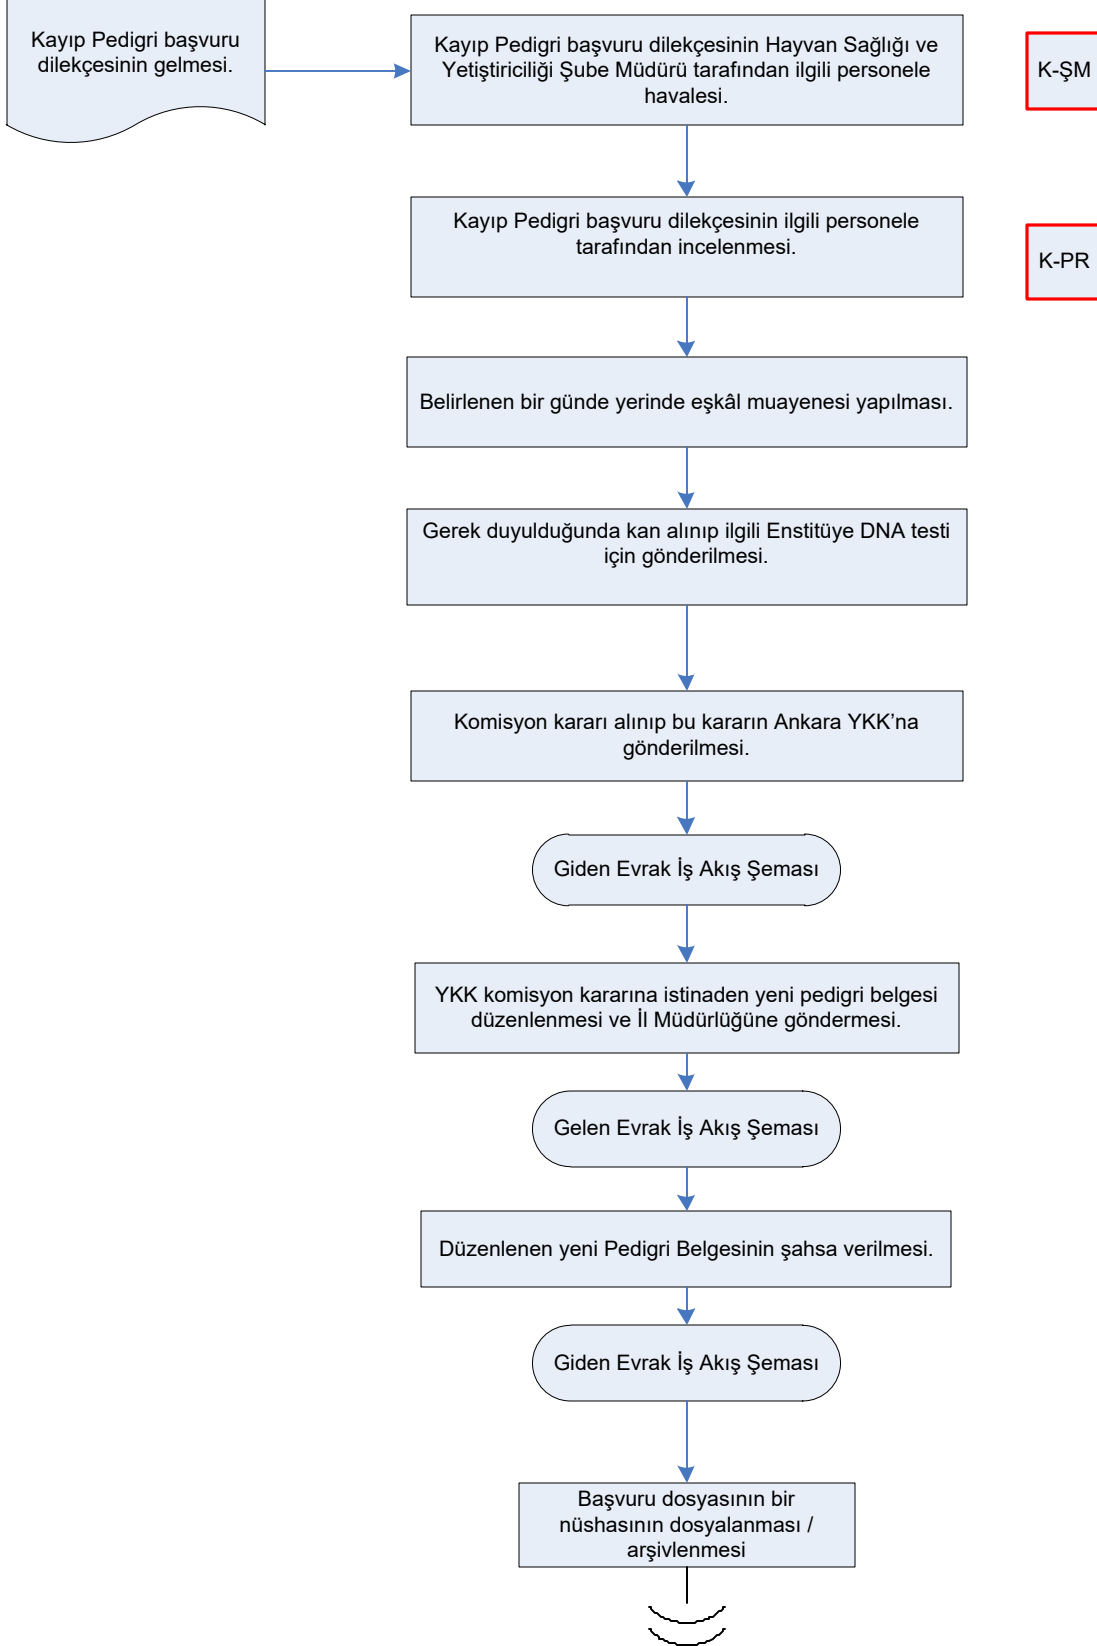 Kayıp Pedigri başvuru
dilekçesinin gelmesi.
Kayıp Pedigri başvuru dilekçesinin Hayvan Sağlığı ve
Yetiştiriciliği Şube Müdürü tarafından ilgili personele
havalesi.
K-ŞM
Kayıp Pedigri başvuru dilekçesinin ilgili personele
tarafından incelenmesi.
K-PR
Belirlenen bir günde yerinde eşkâl muayenesi yapılması.
Gerek duyulduğunda kan alınıp ilgili Enstitüye DNA testi
için gönderilmesi.
Komisyon kararı alınıp bu kararın Ankara YKK’na
gönderilmesi.
Giden Evrak İş Akış Şeması
YKK komisyon kararına istinaden yeni pedigri belgesi
düzenlenmesi ve İl Müdürlüğüne göndermesi.
Gelen Evrak İş Akış Şeması
Düzenlenen yeni Pedigri Belgesinin şahsa verilmesi.
Giden Evrak İş Akış Şeması
Başvuru dosyasının bir
nüshasının dosyalanması /
arşivlenmesi